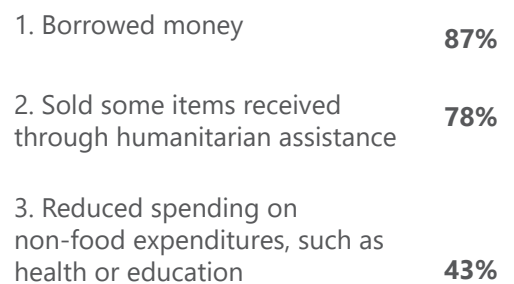 1. Borrowed money
87%
2. Sold some items received
through humanitarian assistance
78%
3. Reduced spending on
non-food expenditures, such as
health or education
43%